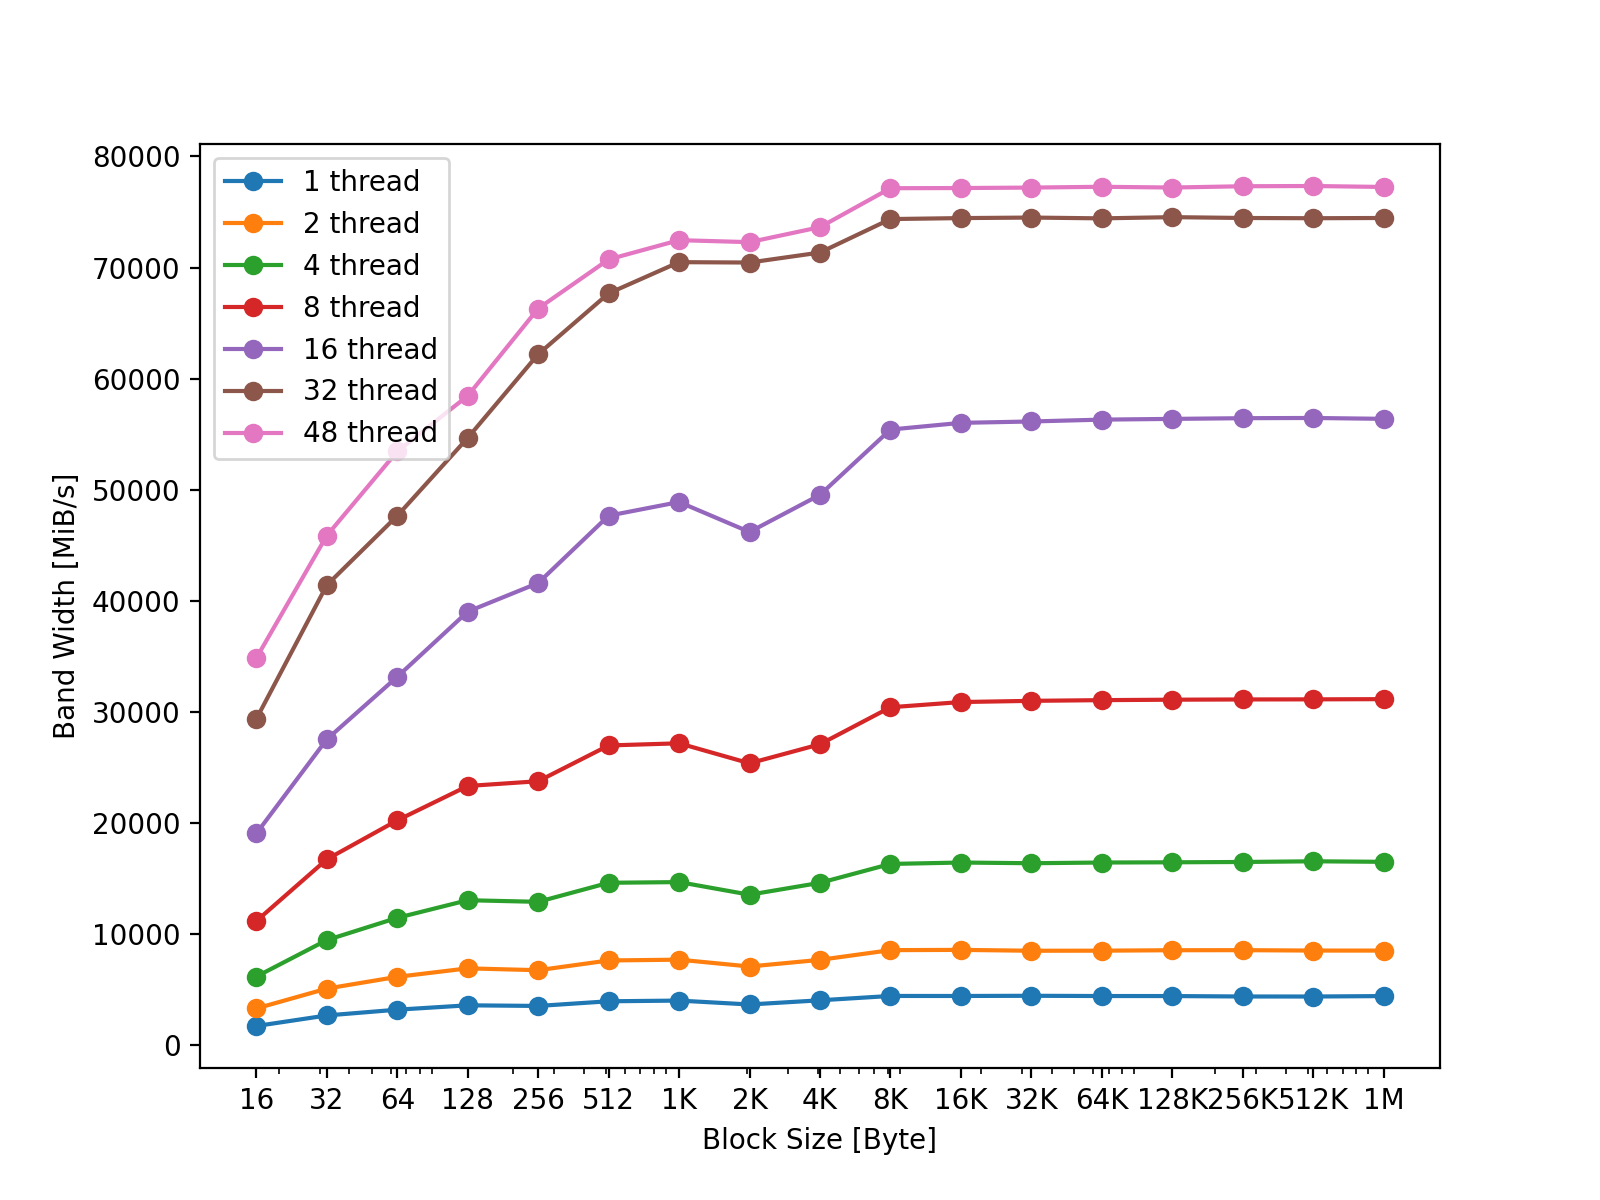 1 thread
2 thread
4 thread
8 thread
16 thread
32 thread
48 thread
80000
70000
60000
50000
40000
30000
20000
10000
0
Band Width [MiB/s]
16 32 64 128 256 512 1K 2K 4K 8K 16K 32K 64K 128K 256K 512K 1M
Block Size [Byte]